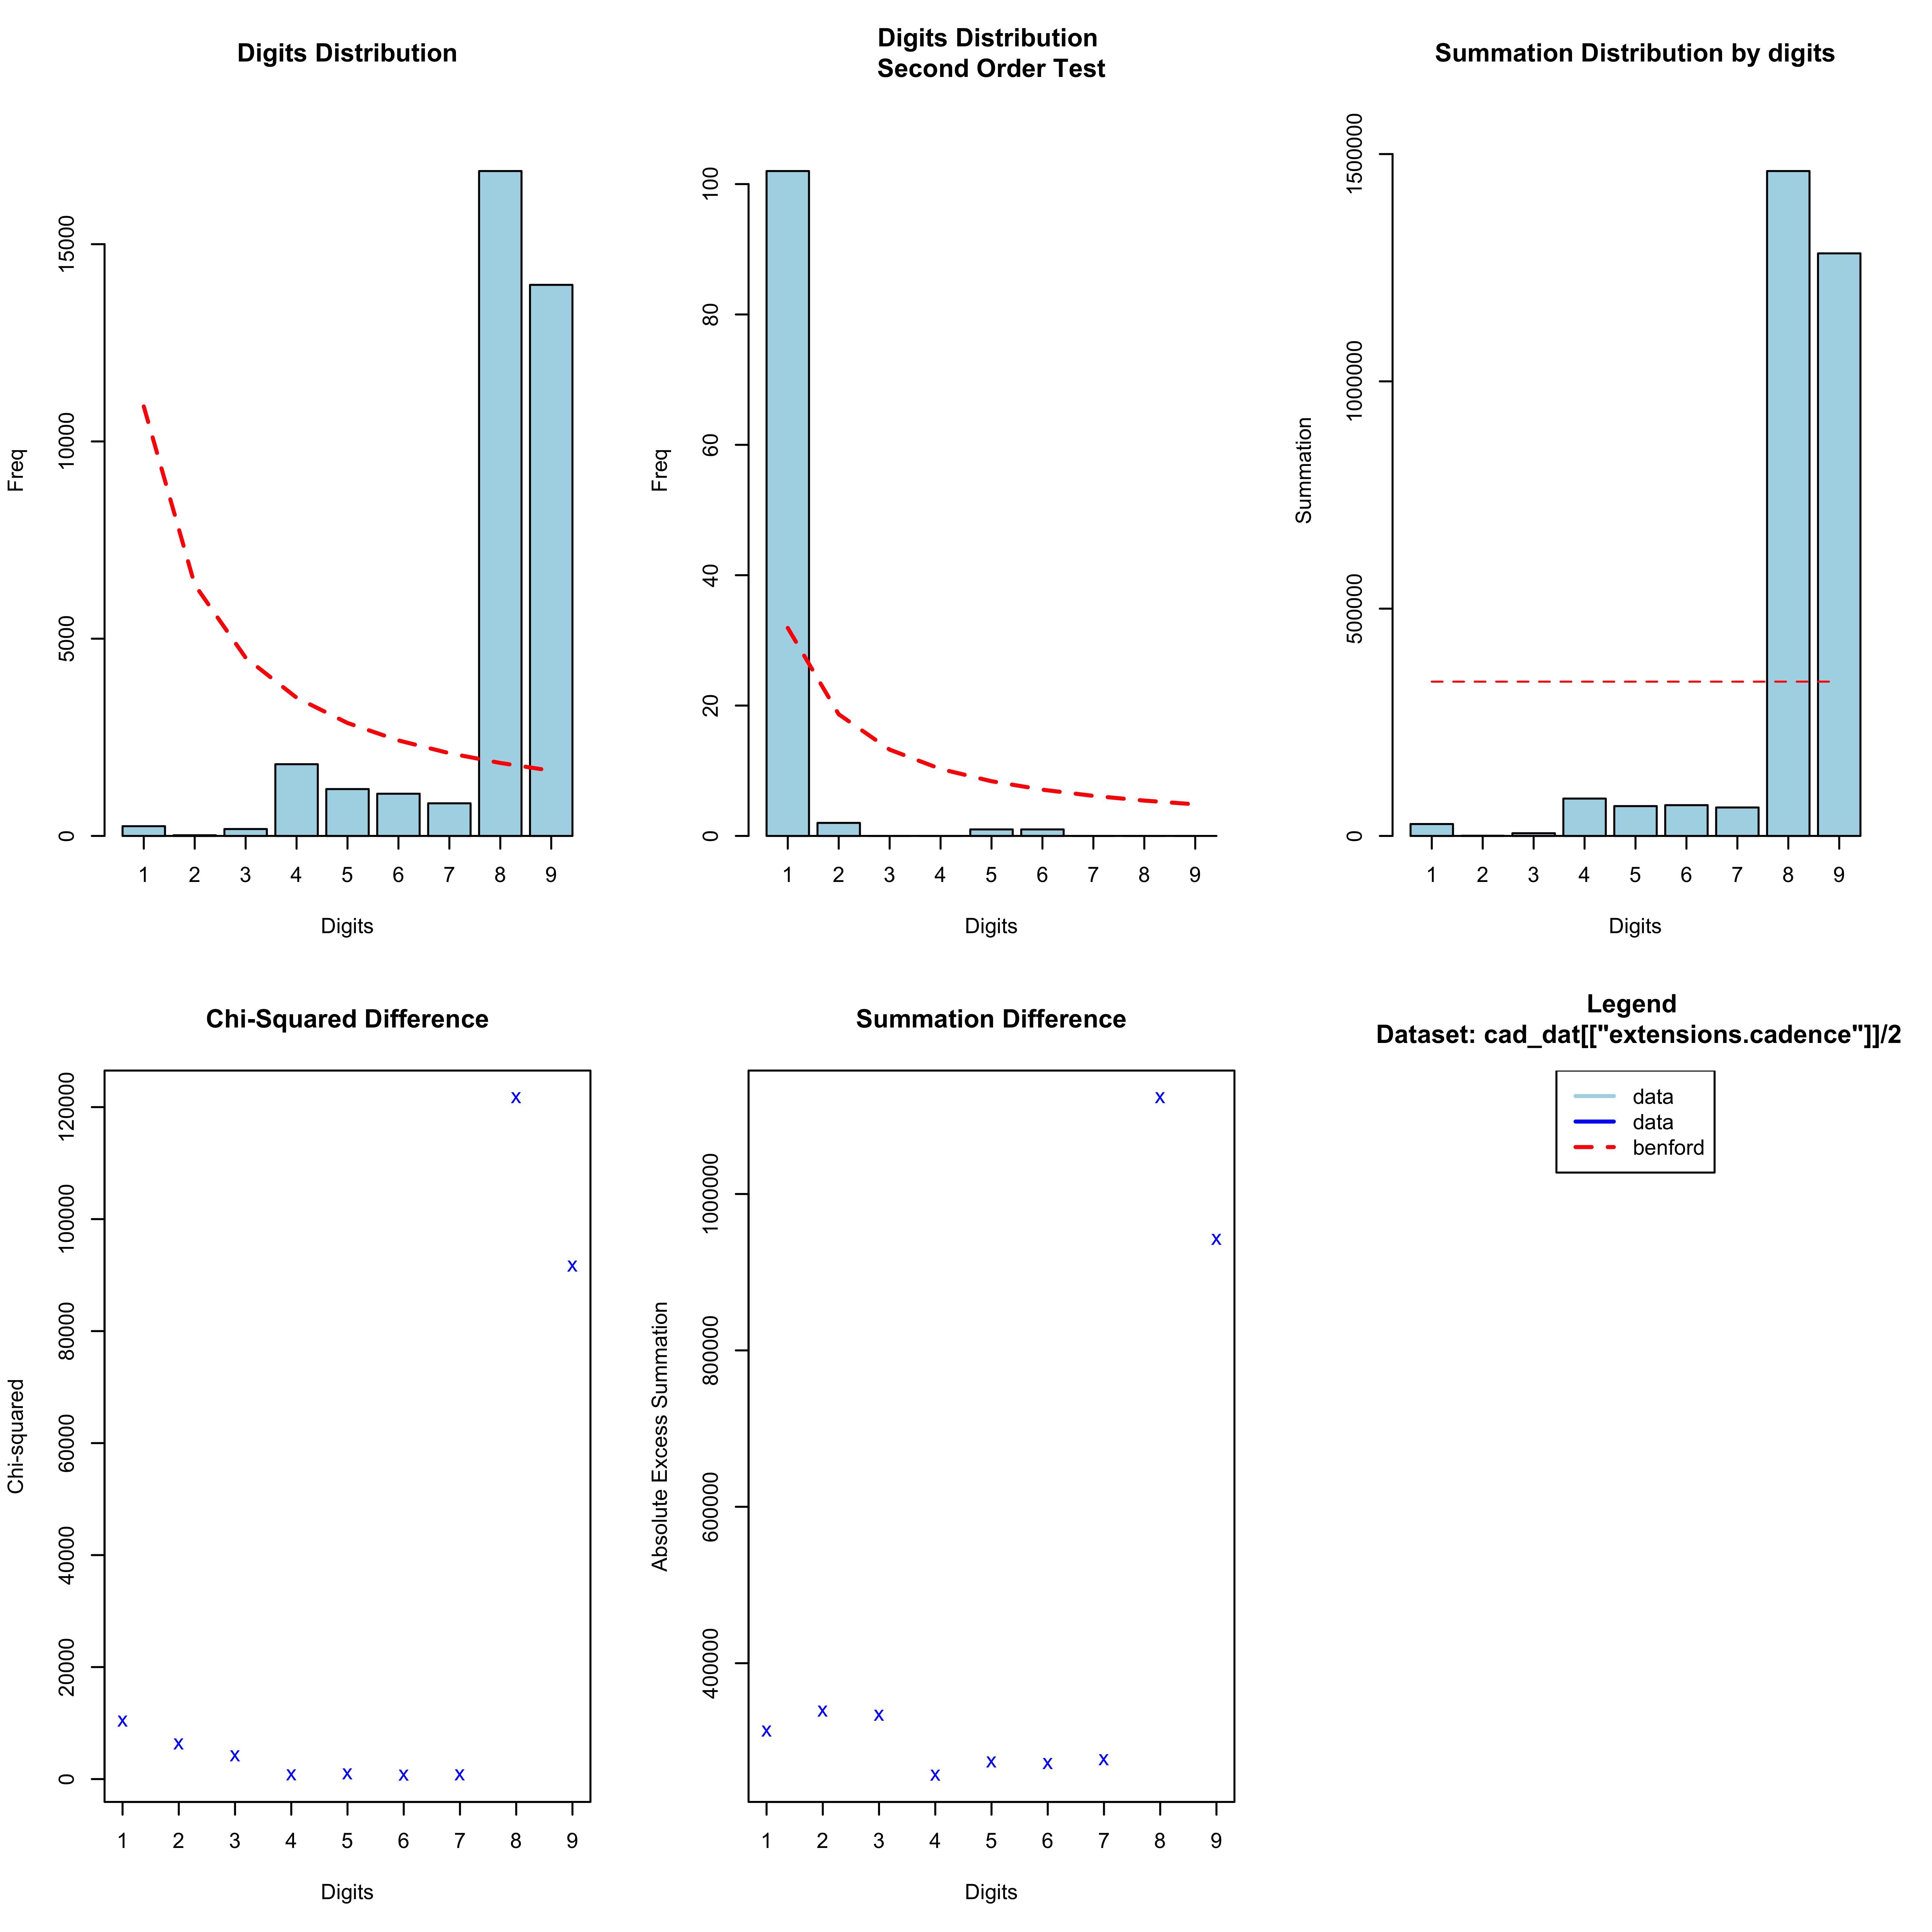 Digits Distribution
Freq
0
5000
10000
15000
1 2 3 4 5 6 7 8 9
Digits
Digits Distribution
Second Order Test
Freq
0
20
40
60
80
100
1 2 3 4 5 6 7 8 9
Digits
Summation Distribution by digits
Summation
0
500000
1000000
1500000
1 2 3 4 5 6 7 8 9
Digits
Chi-Squared Difference
Chi-squared
0
20000
40000
60000
80000
100000
120000
1 2 3 4 5 6 7 8 9
Digits
Summation Difference
Absolute Excess Summation
400000
600000
800000
1000000
1 2 3 4 5 6 7 8 9
Digits
Legend
Dataset: cad_dat[["extensions.cadence"]]/2
data
data
benford